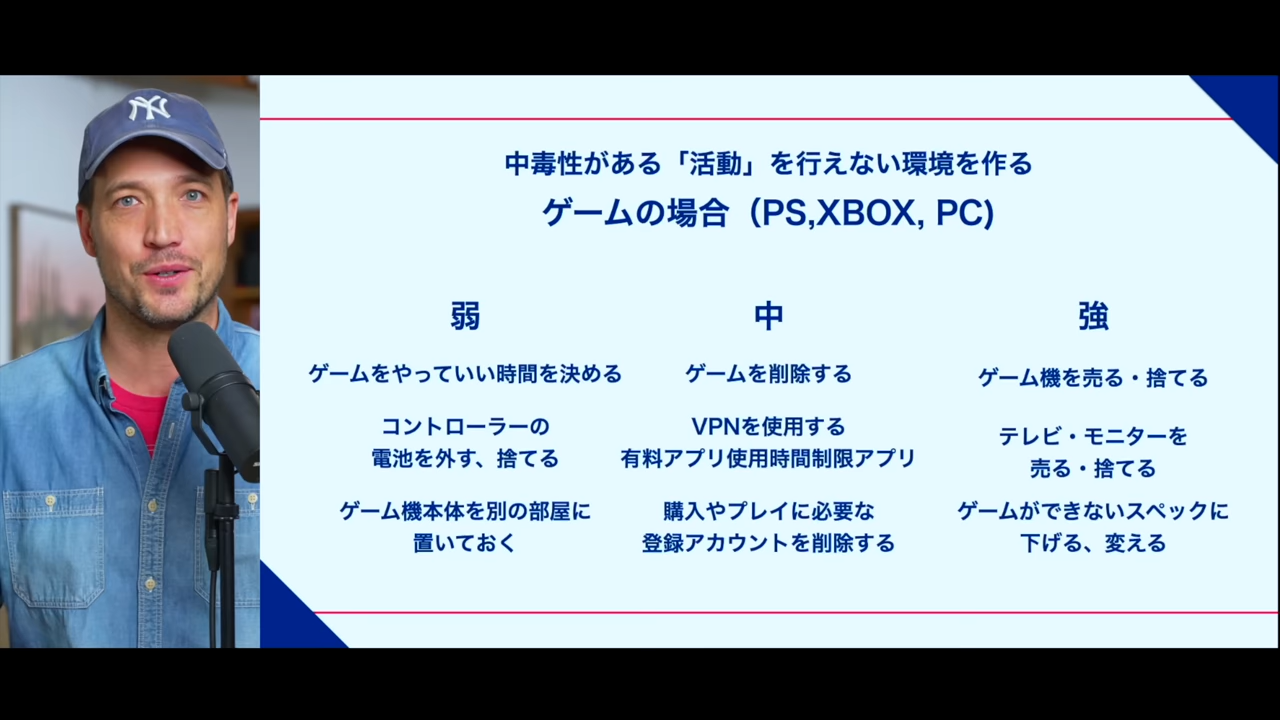 NY
中毒性がある「活動」を行えない環境を作る
ゲームの場合（PS,XBOX, PC)
弱
ゲームをやっていい時間を決める
コントローラーの
電池を外す、捨てる
ゲーム機本体を別の部屋に
置いておく
中
ゲームを削除する
VPNを使用する
有料アプリ使用時間制限アプリ
購入やプレイに必要な
登録アカウントを削除する
強
ゲーム機を売る・捨てる
テレビ・モニターを
売る・捨てる
ゲームができないスペックに
下げる、変える